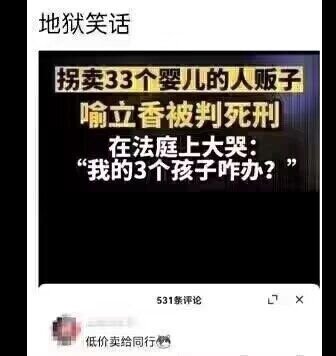 地狱笑话
拐卖33个婴儿的人贩子
喻立香被判死刑
在法庭上大哭：
“我的3个孩子咋办？”
531条评论
低价卖给同行